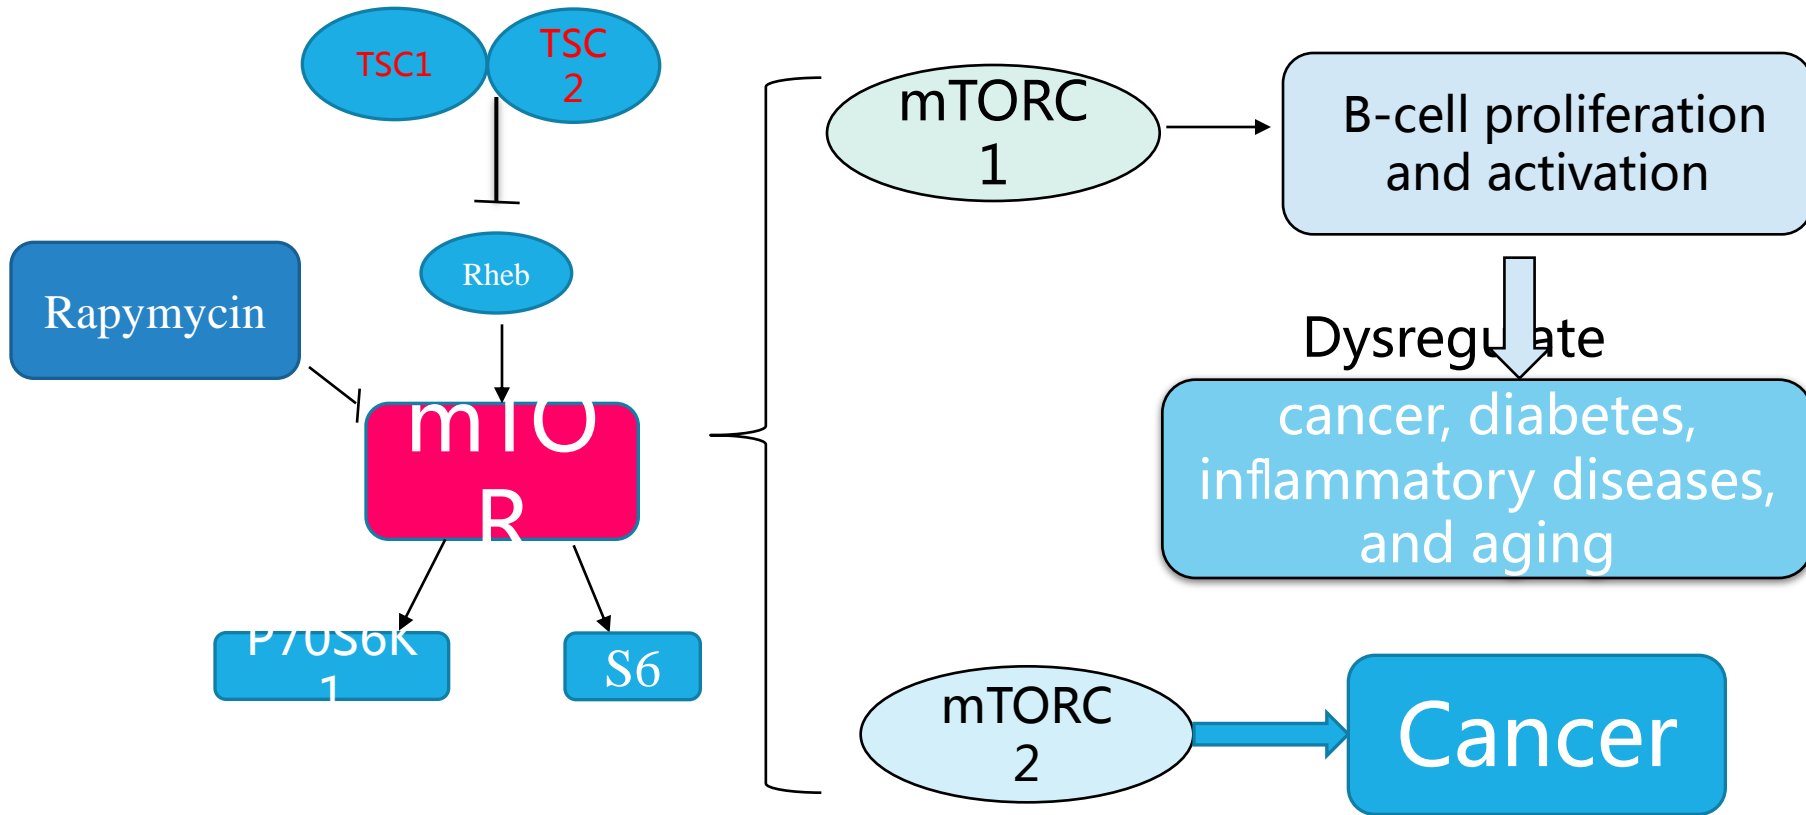 TSC1
TSC
2
Rheb
Rapymycin
mTO
R
P70S6K
1
S6
mTORC
1
B-cell proliferation
and activation
Dysregulate
cancer, diabetes,
inflammatory diseases,
and aging
mTORC
2
Cancer